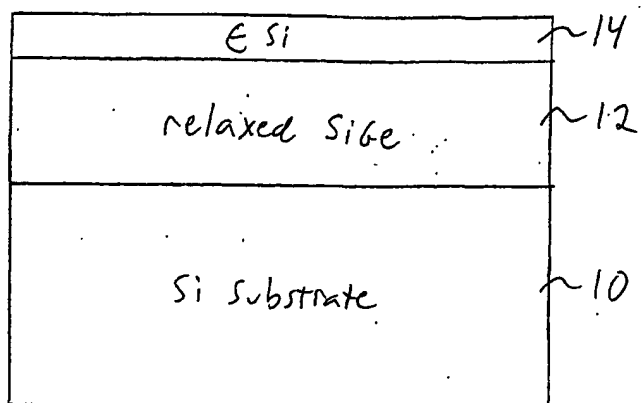 ε Si ~14
relaxed SiGe ~12
Si Substrate ~10